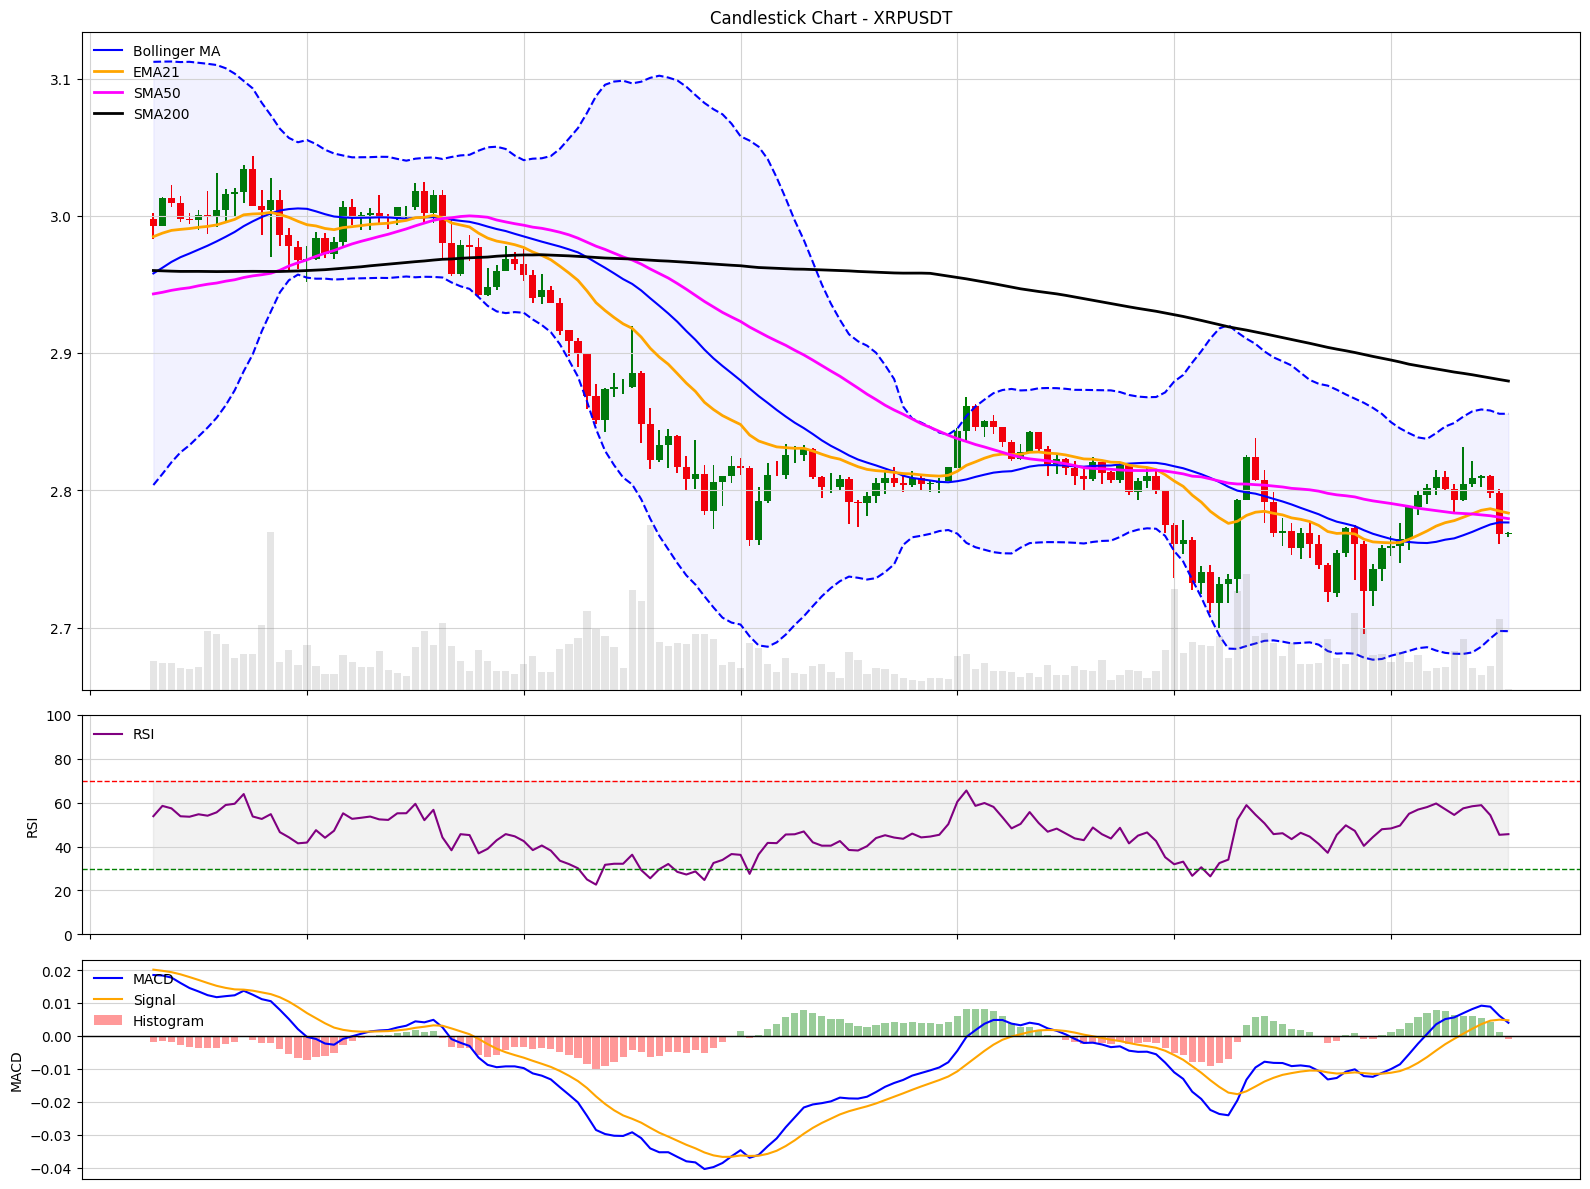 Candlestick Chart - XRPUSDT
Bollinger MA
EMA21
SMA50
SMA200
3.1
3.0
2.9
2.8
2.7
RSI
RSI
100
80
60
40
20
0
MACD
Signal
Histogram
MACD
0.02
0.01
0.00
−0.01
−0.02
−0.03
−0.04